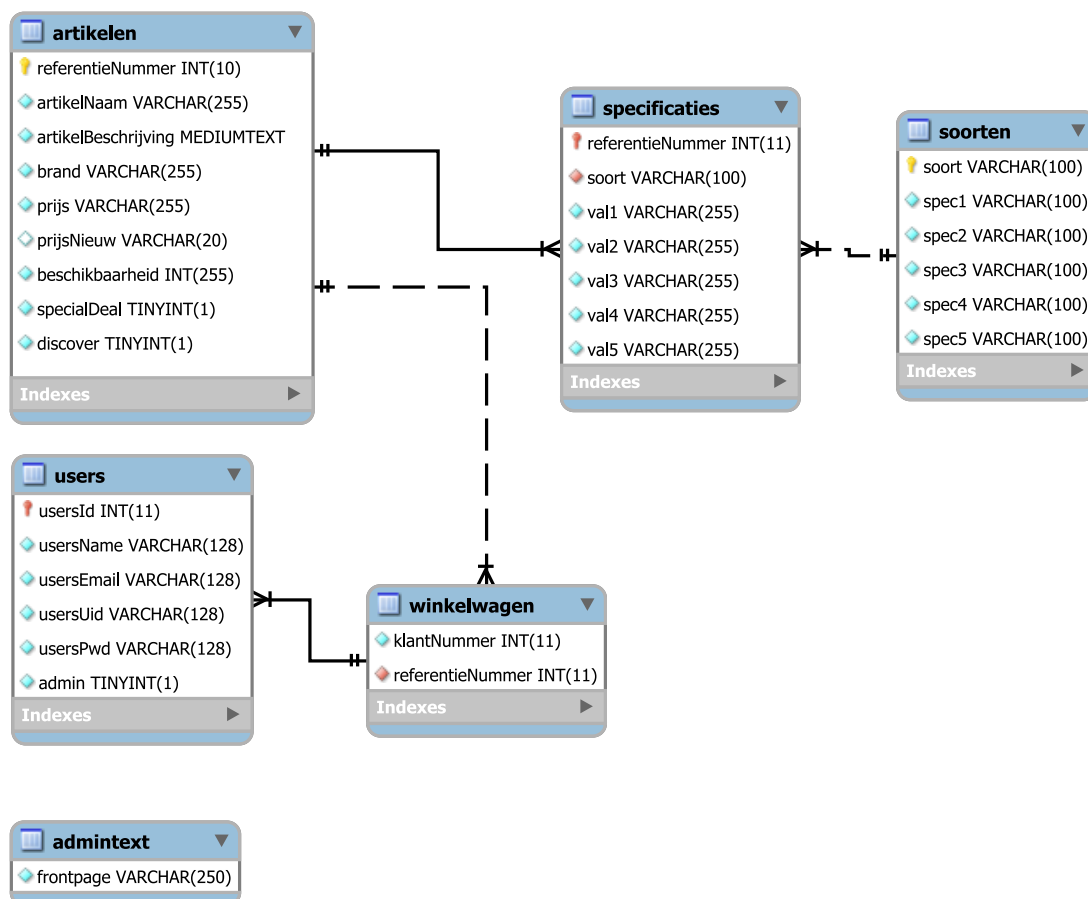 artikelen
referentieNummer INT(10)
artikelNaam VARCHAR(255)
artikelBeschrijving MEDIUMTEXT
brand VARCHAR(255)
prijs VARCHAR(255)
prijsNieuw VARCHAR(20)
beschikbaarheid INT(255)
specialDeal TINYINT(1)
discover TINYINT(1)
Indexes
specificaties
referentieNummer INT(11)
soort VARCHAR(100)
val1 VARCHAR(255)
val2 VARCHAR(255)
val3 VARCHAR(255)
val4 VARCHAR(255)
val5 VARCHAR(255)
Indexes
soorten
soort VARCHAR(100)
spec1 VARCHAR(100)
spec2 VARCHAR(100)
spec3 VARCHAR(100)
spec4 VARCHAR(100)
spec5 VARCHAR(100)
Indexes
users
usersId INT(11)
usersName VARCHAR(128)
usersEmail VARCHAR(128)
usersUid VARCHAR(128)
usersPwd VARCHAR(128)
admin TINYINT(1)
Indexes
winkelwagen
klantNummer INT(11)
referentieNummer INT(11)
Indexes
admintext
frontpage VARCHAR(250)